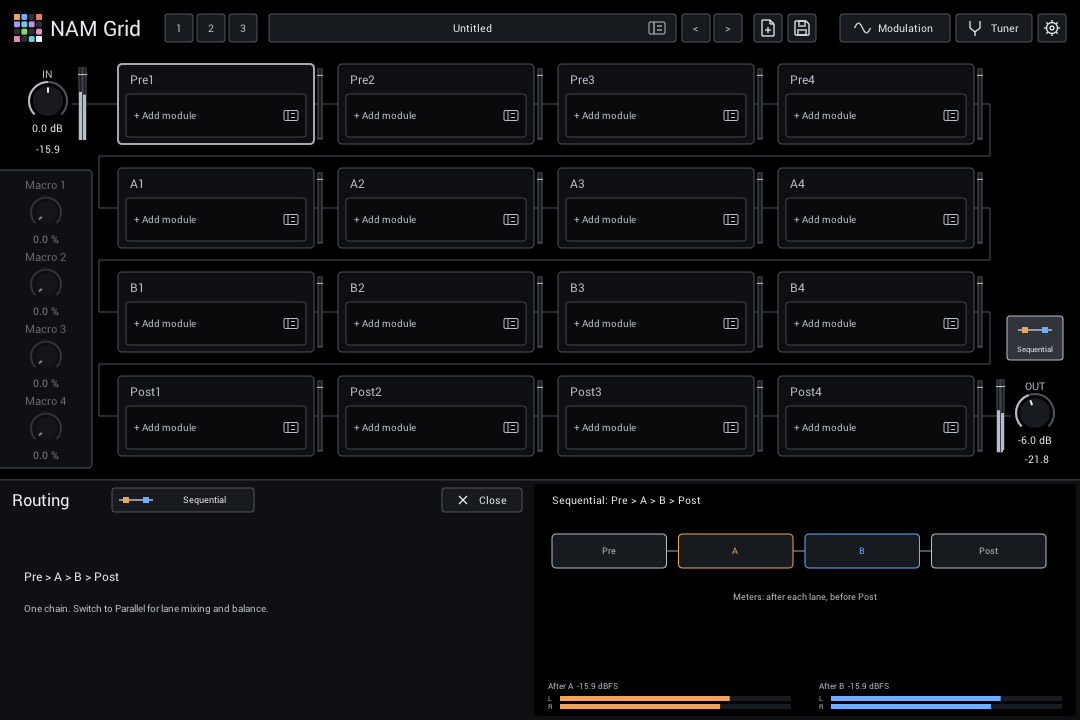 NAM Grid
1 2 3
Untitled
< >
Modulation
Tuner
IN
0.0 dB
-15.9
Pre1
+ Add module
Pre2
+ Add module
Pre3
+ Add module
Pre4
+ Add module
Macro 1
0.0 %
Macro 2
0.0 %
Macro 3
0.0 %
Macro 4
0.0 %
A1
+ Add module
A2
+ Add module
A3
+ Add module
A4
+ Add module
B1
+ Add module
B2
+ Add module
B3
+ Add module
B4
+ Add module
Sequential
Post1
+ Add module
Post2
+ Add module
Post3
+ Add module
Post4
+ Add module
OUT
-6.0 dB
-21.8
Routing
Sequential
Close
Pre > A > B > Post
One chain. Switch to Parallel for lane mixing and balance.
Sequential: Pre > A > B > Post
Pre
A
B
Post
Meters: after each lane, before Post
After A -15.9 dBFS
L
R
After B -15.9 dBFS
L
R